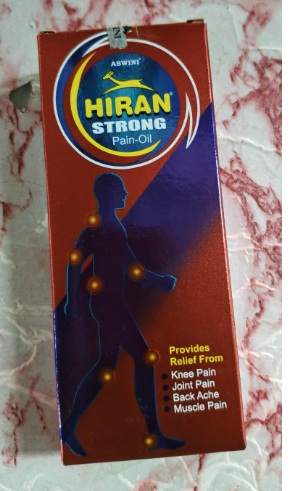 ASWINI
HIRAN®
STRONG
Pain-Oil
Provides
Relief From
Knee Pain
Joint Pain
Back Ache
Muscle Pain